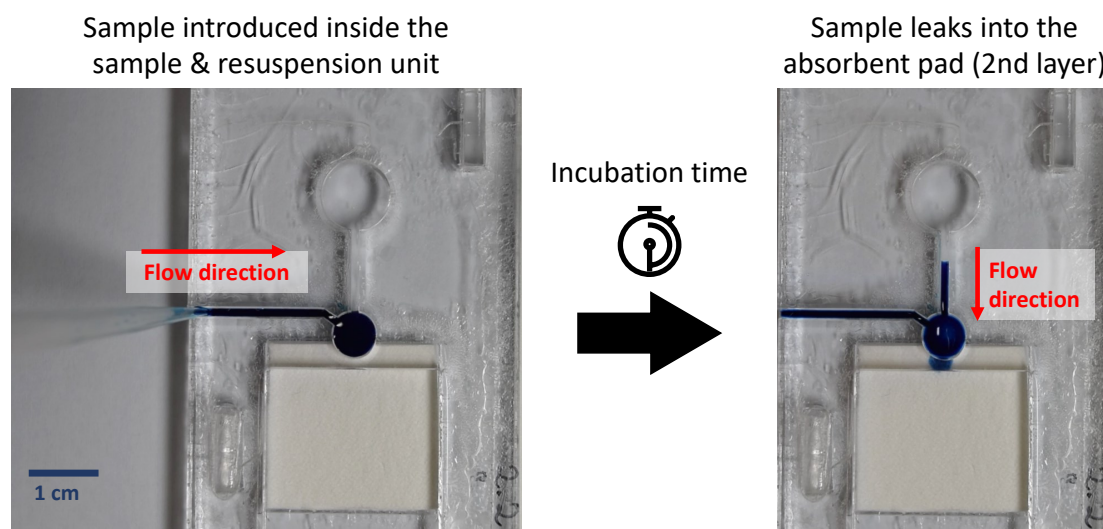 Sample introduced inside the
sample & resuspension unit
Flow direction
1 cm
Incubation time
Sample leaks into the
absorbent pad (2nd layer)
Flow
direction